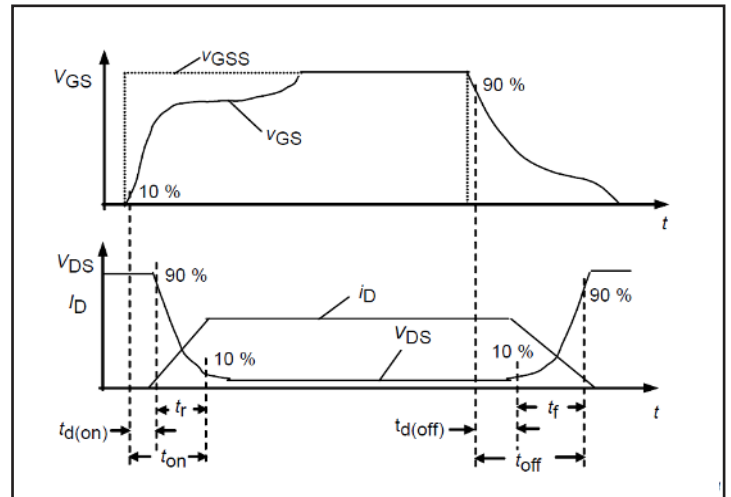 vGSS
VGS
90 %
vGS
10 %
t
VDS
90 %
iD
ID
90 %
VDS
10 %
10 %
tr
tf
t
td(on)
td(off)
ton
toff